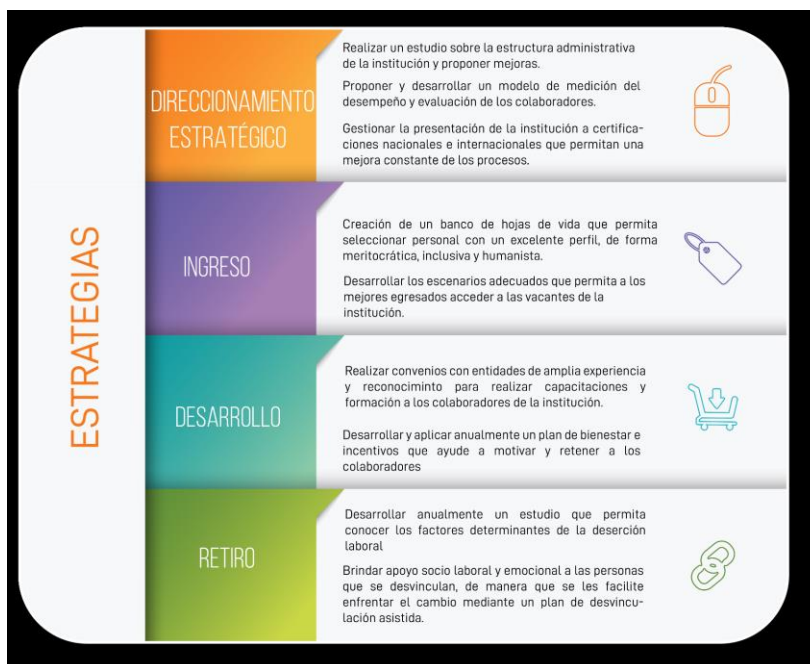 ESTRATEGIAS
DIRECCIONAMIENTO
ESTRATÉGICO
Realizar un estudio sobre la estructura administrativa
de la institución y proponer mejoras.
Proponer y desarrollar un modelo de medición del
desempeño y evaluación de los colaboradores.
Gestionar la presentación de la institución a certifica-
ciones nacionales e internacionales que permitan una
mejora constante de los procesos.
INGRESO
Creación de un banco de hojas de vida que permita
seleccionar personal con un excelente perfil, de forma
meritocrática, inclusiva y humanista.
Desarrollar los escenarios adecuados que permita a los
mejores egresados acceder a las vacantes de la
institución.
DESARROLLO
Realizar convenios con entidades de amplia experiencia
y reconociminto para realizar capacitaciones y
formación a los colaboradores de la institución.
Desarrollar y aplicar anualmente un plan de bienestar e
incentivos que ayude a motivar y retener a los
colaboradores
RETIRO
Desarrollar anualmente un estudio que permita
conocer los factores determinantes de la deserción
laboral
Brindar apoyo socio laboral y emocional a las personas
que se desvinculan, de manera que se les facilite
enfrentar el cambio mediante un plan de desvincu-
lación asistida.